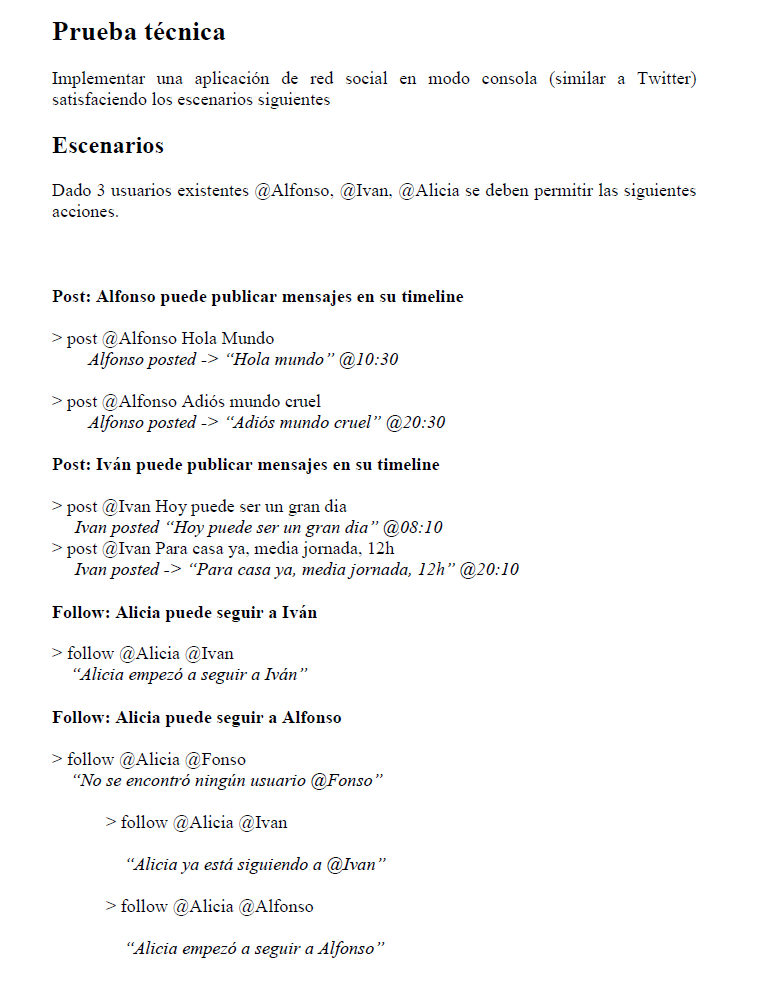 Prueba técnica
Implementar una aplicación de red social en modo consola (similar a Twitter)
satisfaciendo los escenarios siguientes
Escenarios
Dado 3 usuarios existentes @Alfonso, @Ivan, @Alicia se deben permitir las siguientes
acciones.
Post: Alfonso puede publicar mensajes en su timeline
> post @Alfonso Hola Mundo
Alfonso posted -> “Hola mundo” @10:30
> post @Alfonso Adiós mundo cruel
Alfonso posted -> “Adiós mundo cruel” @20:30
Post: Iván puede publicar mensajes en su timeline
> post @Ivan Hoy puede ser un gran dia
Ivan posted “Hoy puede ser un gran dia” @08:10
> post @Ivan Para casa ya, media jornada, 12h
Ivan posted -> “Para casa ya, media jornada, 12h” @20:10
Follow: Alicia puede seguir a Iván
> follow @Alicia @Ivan
“Alicia empezó a seguir a Iván”
Follow: Alicia puede seguir a Alfonso
> follow @Alicia @Fonso
“No se encontró ningún usuario @Fonso”
> follow @Alicia @Ivan
“Alicia ya está siguiendo a @Ivan”
> follow @Alicia @Alfonso
“Alicia empezó a seguir a Alfonso”